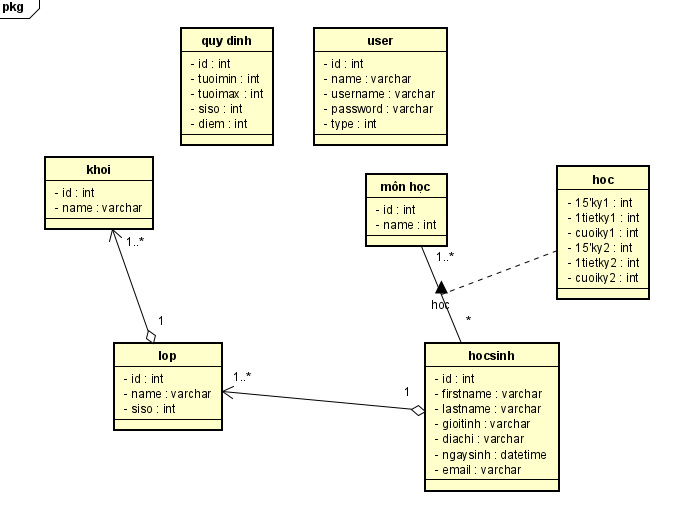 pkg
quy dinh
- id : int
- tuoimin : int
- tuoimax : int
- siso : int
- diem : int
user
- id : int
- name : varchar
- username : varchar
- password : varchar
- type : int
khoi
- id : int
- name : varchar
môn học
- id : int
- name : int
hoc
- 15'ky1 : int
- 1tietky1 : int
- cuoiky1 : int
- 15'ky2 : int
- 1tietky2 : int
- cuoiky2 : int
1..*
1..*
hoc
*
1
lop
- id : int
- name : varchar
- siso : int
1..*
1
hocsinh
- id : int
- firstname : varchar
- lastname : varchar
- gioitinh : varchar
- diachi : varchar
- ngaysinh : datetime
- email : varchar